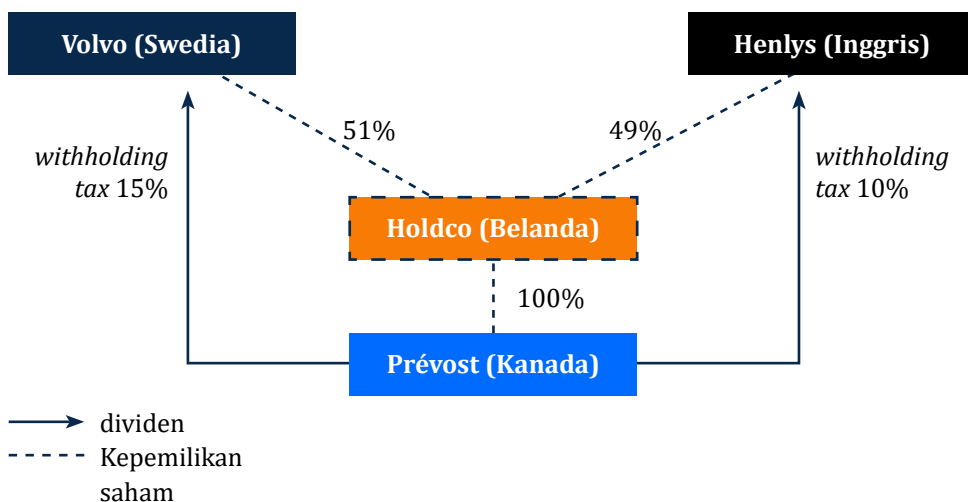 Volvo (Swedia)
Henlys (Inggris)
51%
49%
withholding
tax 15%
withholding
tax 10%
Holdco (Belanda)
100%
Prévost (Kanada)
dividen
Kepemilikan
saham